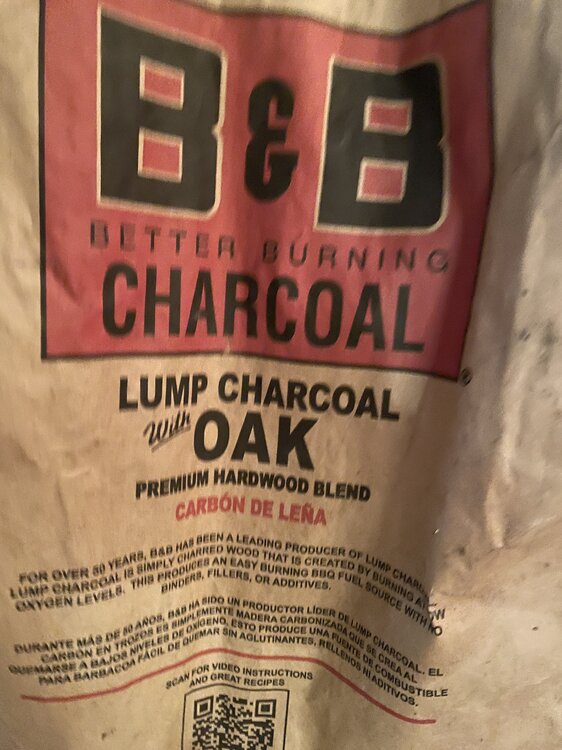 B&B
BETTER BURNING
CHARCOAL
®
LUMP CHARCOAL
With OAK
PREMIUM HARDWOOD BLEND
CARBÓN DE LEÑA
FOR OVER 50 YEARS, B&B HAS BEEN A LEADING PRODUCER OF LUMP
LUMP CHARCOAL IS SIMPLY CHARRED WOOD THAT IS CREATED BY BURNING AT LOW
OXYGEN LEVELS. THIS PRODUCES AN EASY BURNING BBQ FUEL SOURCE WITH NO
BINDERS, FILLERS, OR ADDITIVES.
DURANTE MÁS DE 50 AÑOS, B&B HA SIDO UN PRODUCTOR LÍDER DE LUMP CHARCOAL. EL
CARBÓN EN TROZOS ES SIMPLEMENTE MADERA CARBONIZADA QUE SE CREA AL
QUEMARSE A BAJOS NIVELES DE OXÍGENO, ESTO PRODUCE UNA FUENTE DE COMBUSTIBLE
PARA BARBACOA FÁCIL DE QUEMAR SIN AGLUTINANTES, RELLENOS NI ADITIVOS.
SCAN FOR VIDEO INSTRUCTIONS
AND GREAT RECIPES